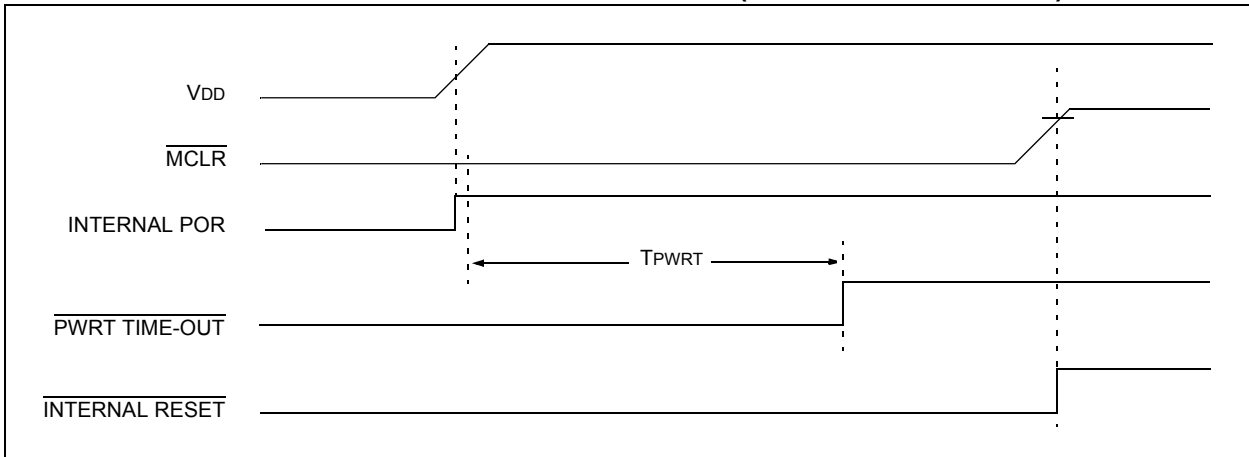 VDD
MCLR
INTERNAL POR
TPWRT
PWRT TIME-OUT
INTERNAL RESET